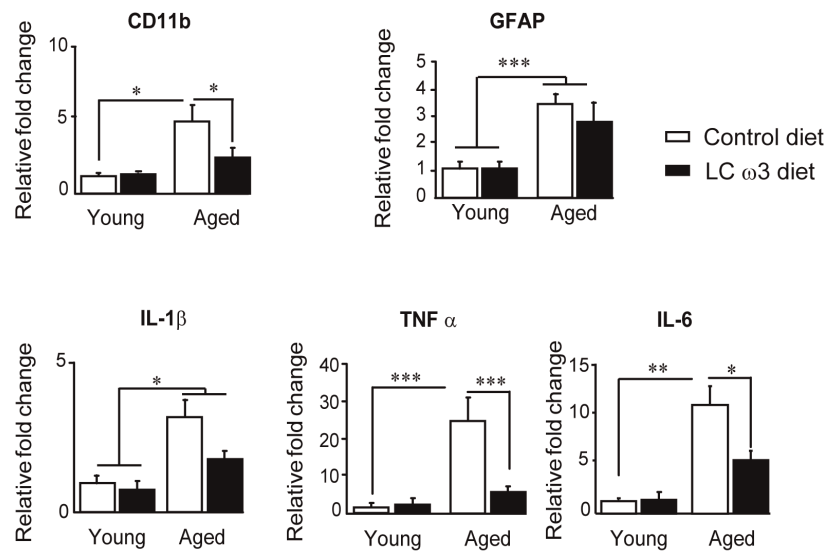 CD11b
Relative fold change
10
5
0
*
*
Young
Aged
GFAP
Relative fold change
5
4
3
2
1
0
***
Young
Aged
Control diet
LC ω3 diet
IL-1β
Relative fold change
5
0
*
Young
Aged
TNF α
Relative fold change
40
30
20
10
0
***
***
Young
Aged
IL-6
Relative fold change
15
10
5
0
**
*
Young
Aged